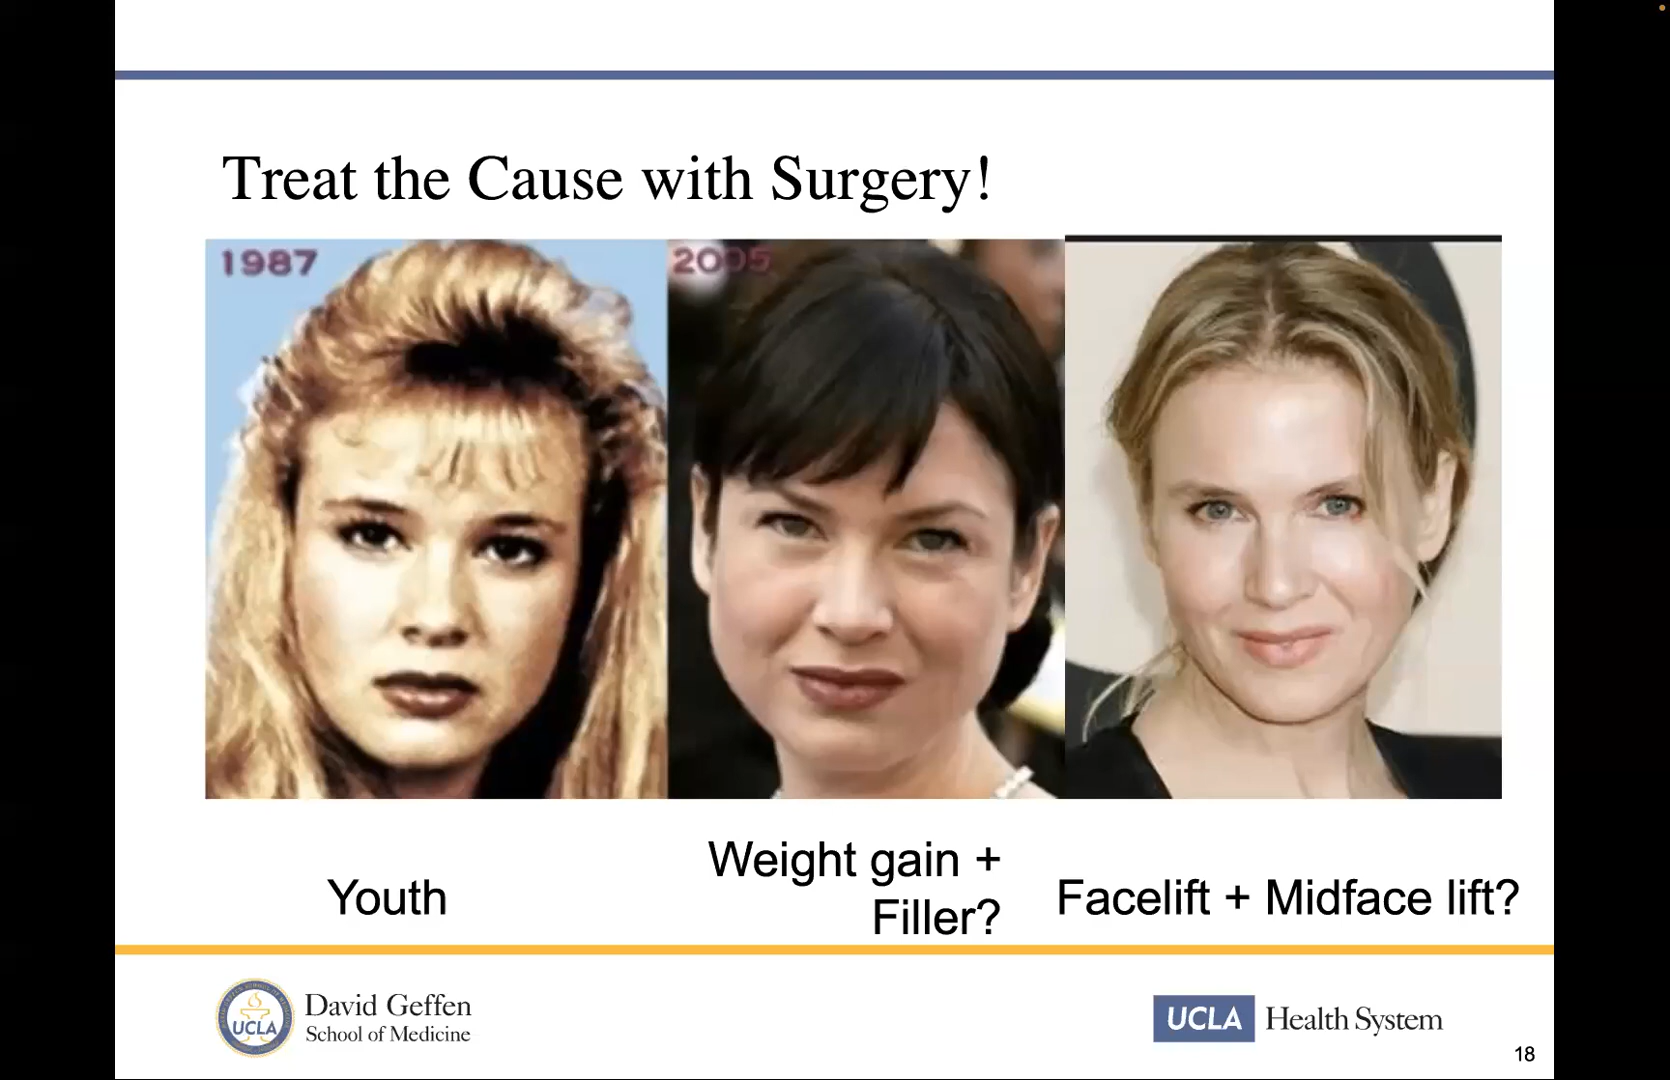 Treat the Cause with Surgery!
1987
2005
Youth
Weight gain +
Filler?
Facelift + Midface lift?
UCLA
David Geffen
School of Medicine
UCLA Health System
18